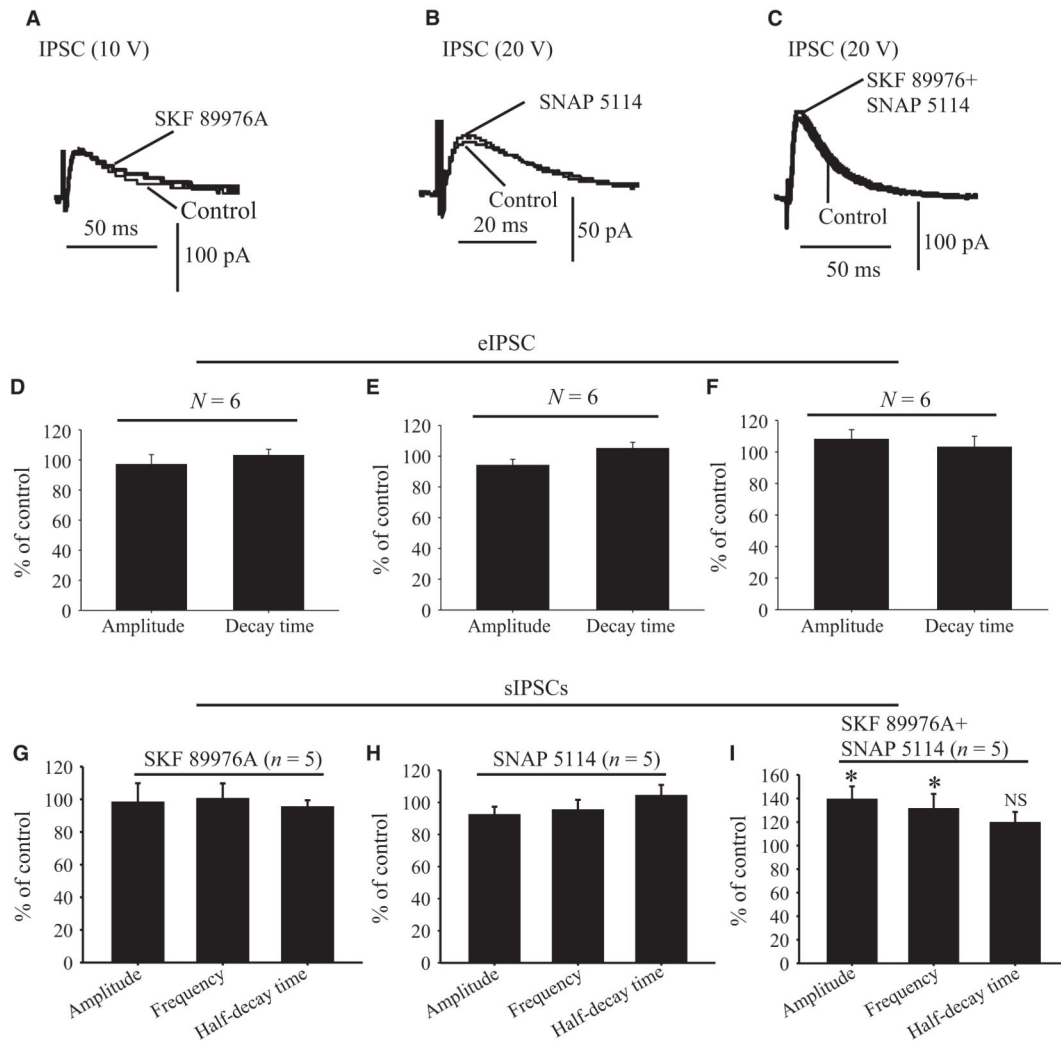 A
IPSC (10 V)
SKF 89976A
Control
50 ms
100 pA
B
IPSC (20 V)
SNAP 5114
Control
20 ms
50 pA
C
IPSC (20 V)
SKF 89976+
SNAP 5114
Control
50 ms
100 pA
eIPSC
D
N = 6
% of control
120
100
80
60
40
20
0
Amplitude
Decay time
E
N = 6
% of control
120
100
80
60
40
20
0
Amplitude
Decay time
F
N = 6
% of control
120
100
80
60
40
20
0
Amplitude
Decay time
sIPSCs
G
SKF 89976A (n = 5)
% of control
120
100
80
60
40
20
0
Amplitude
Frequency
Half-decay time
H
SNAP 5114 (n = 5)
% of control
120
100
80
60
40
20
0
Amplitude
Frequency
Half-decay time
I
SKF 89976A+
SNAP 5114 (n = 5)
% of control
160
140
120
100
80
60
40
20
0
*
*
NS
Amplitude
Frequency
Half-decay time